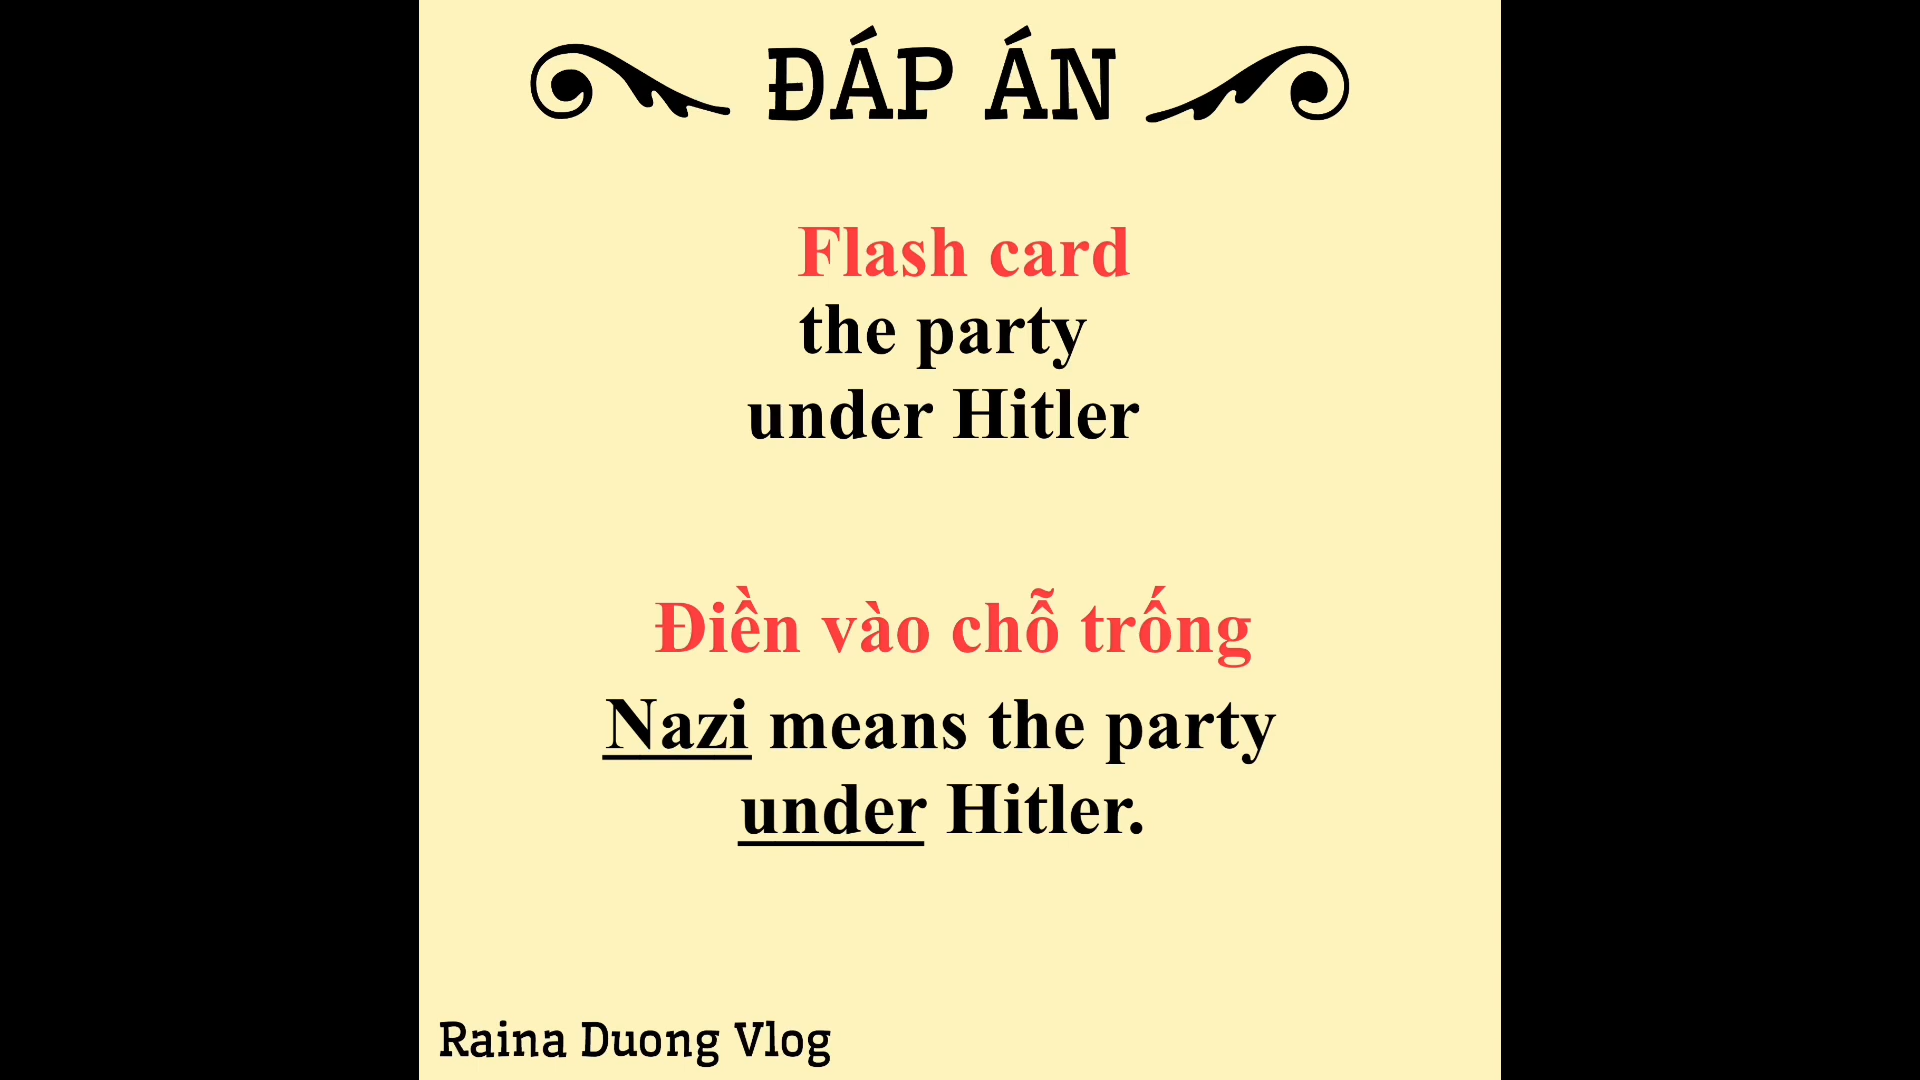 ĐÁP ÁN
Flash card
the party
under Hitler
Điền vào chỗ trống
Nazi means the party
under Hitler.
Raina Duong Vlog